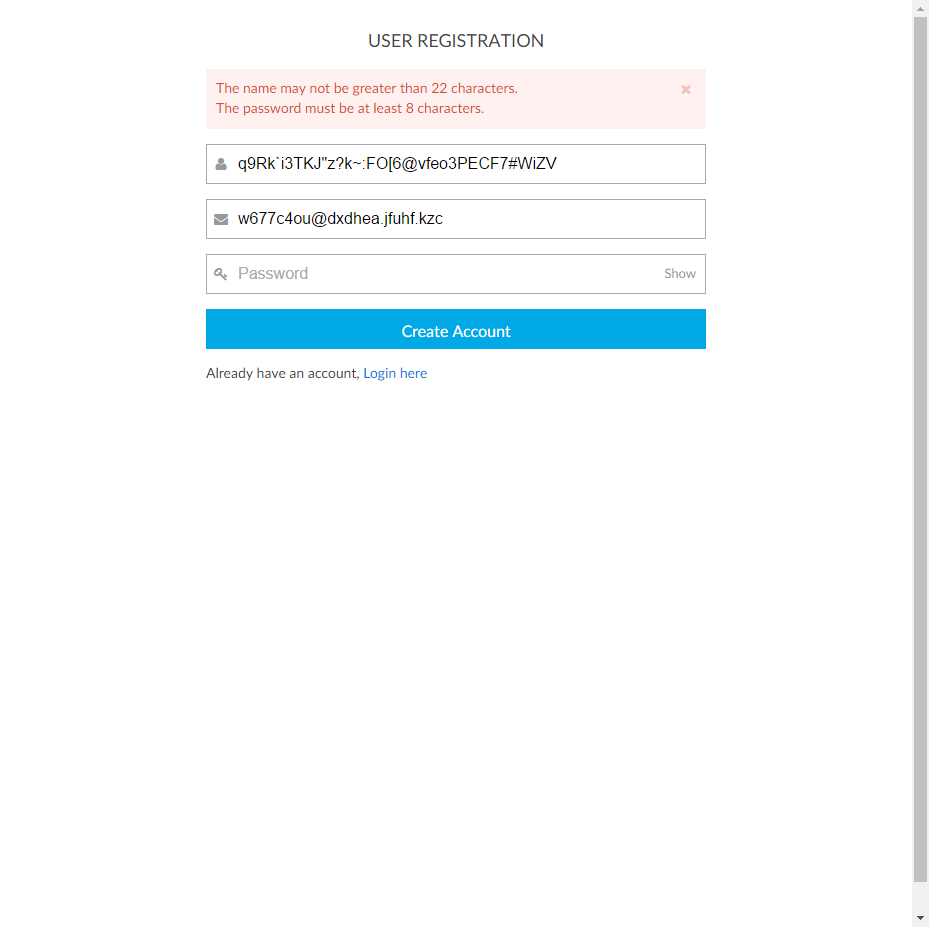 USER REGISTRATION
The name may not be greater than 22 characters.
The password must be at least 8 characters.
q9Rk`i3TKJ"z?k~:FO[6@vfeo3PECF7#WiZV
w677c4ou@dxdhea.jfuhf.kzc
Password Show
Create Account
Already have an account, Login here